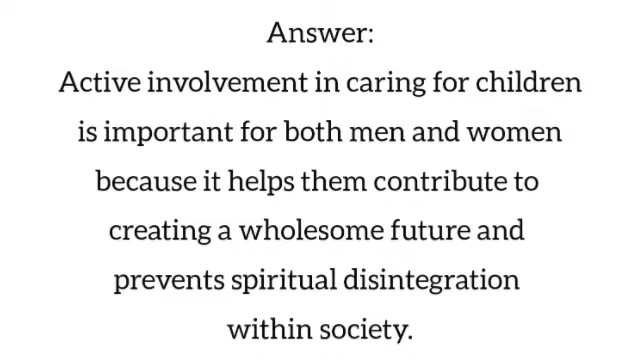 Answer:
Active involvement in caring for children
is important for both men and women
because it helps them contribute to
creating a wholesome future and
prevents spiritual disintegration
within society.